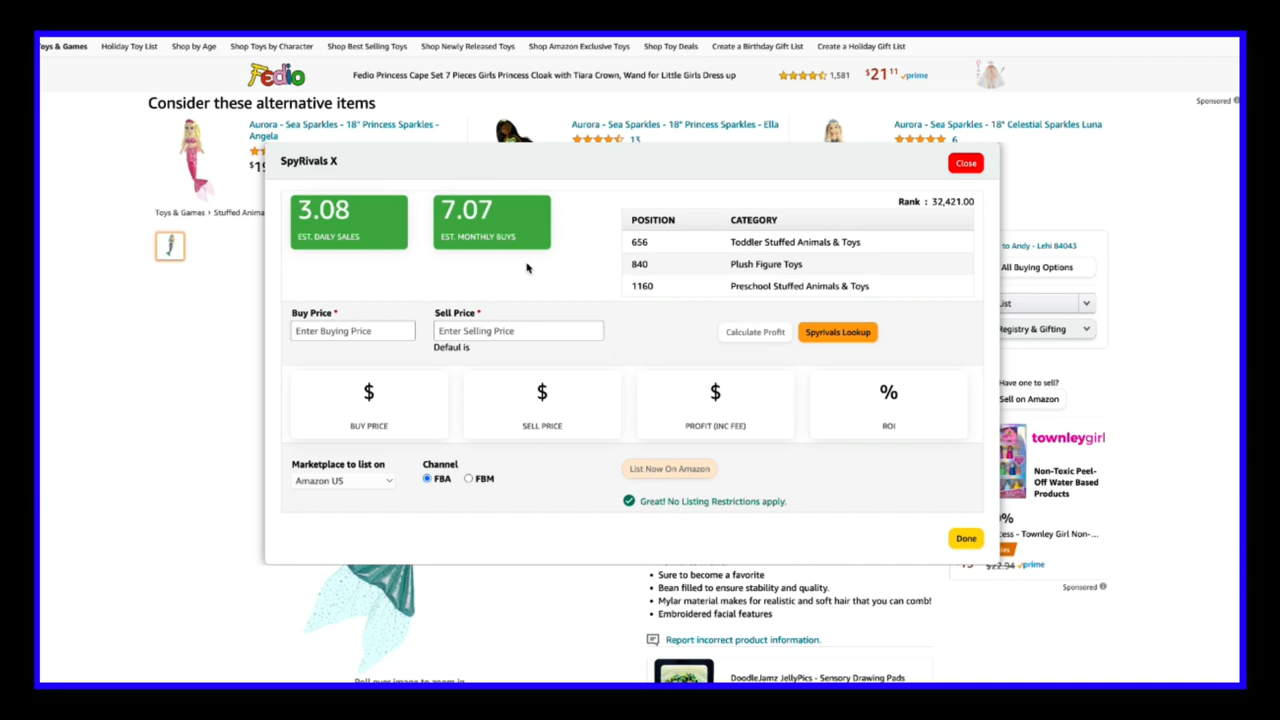 oys & Games Holiday Toy List Shop by Age Shop Toys by Character Shop Best Selling Toys Shop Newly Released Toys Shop Amazon Exclusive Toys Shop Toy Deals Create a Birthday Gift List Create a Holiday Gift List
Fedio Fedio Princess Cape Set 7 Pieces Girls Princess Cloak with Tiara Crown, Wand for Little Girls Dress up 1,581 $21.11 prime
Consider these alternative items
Sponsored
Aurora - Sea Sparkles - 18" Princess Sparkles - Angela
Aurora - Sea Sparkles - 18" Princess Sparkles - Ella
13
Aurora - Sea Sparkles - 18" Celestial Sparkles Luna
6
Toys & Games › Stuffed Anima
SpyRivals X
Close
3.08
EST. DAILY SALES
7.07
EST. MONTHLY BUYS
Rank : 32,421.00
POSITION CATEGORY
656 Toddler Stuffed Animals & Toys
840 Plush Figure Toys
1160 Preschool Stuffed Animals & Toys
Buy Price *
Enter Buying Price
Sell Price *
Enter Selling Price
Defaul is
Calculate Profit
Spyrivals Lookup
$
BUY PRICE
$
SELL PRICE
$
PROFIT (INC FEE)
%
ROI
Marketplace to list on
Amazon US
Channel
FBA FBM
List Now On Amazon
Great! No Listing Restrictions apply.
Done
to Andy - Lehi 84043
All Buying Options
ist
Registry & Gifting
Have one to sell?
Sell on Amazon
townleygirl
Non-Toxic Peel-
Off Water Based
Products
%
ess - Townley Girl Non-...
$22.94 prime
Sponsored
• Sure to become a favorite
• Bean filled to ensure stability and quality.
• Mylar material makes for realistic and soft hair that you can comb!
• Embroidered facial features
Report incorrect product information.
DoodleJamz JellyPics - Sensory Drawing Pads
Roll over image to zoom in